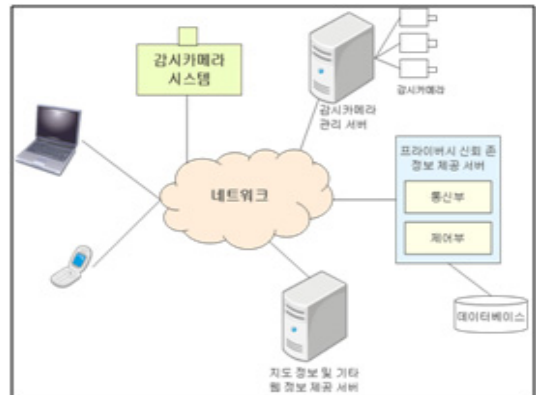 감시카메라
시스템
감시카메라
감시카메라
관리 서버
프라이버시 신뢰 존
정보 제공 서버
통신부
제어부
네트워크
데이터베이스
지도 정보 및 기타
웹 정보 제공 서버